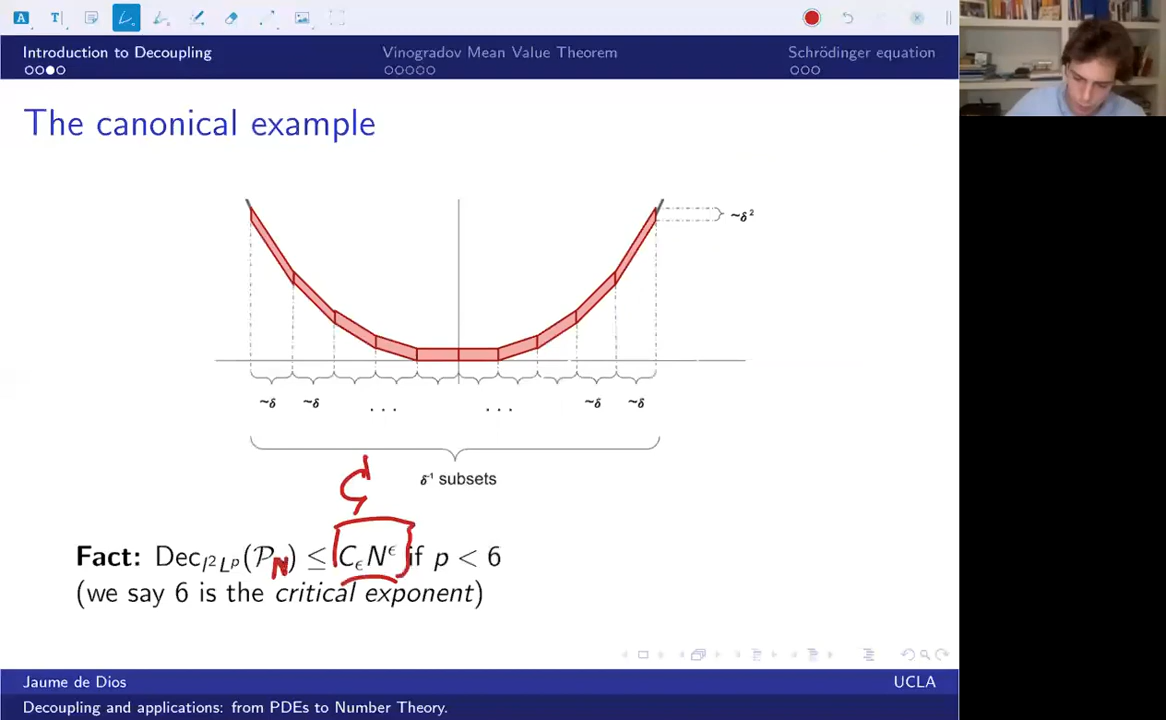 Introduction to Decoupling Vinogradov Mean Value Theorem Schrödinger equation
The canonical example
~δ²
~δ ~δ . . . . . . ~δ ~δ
δ⁻¹ subsets
Fact: Dec_{l²L^p}(𝒫_N) ≤ C_ϵN^ϵ if p < 6
(we say 6 is the critical exponent)
Jaume de Dios UCLA
Decoupling and applications: from PDEs to Number Theory.